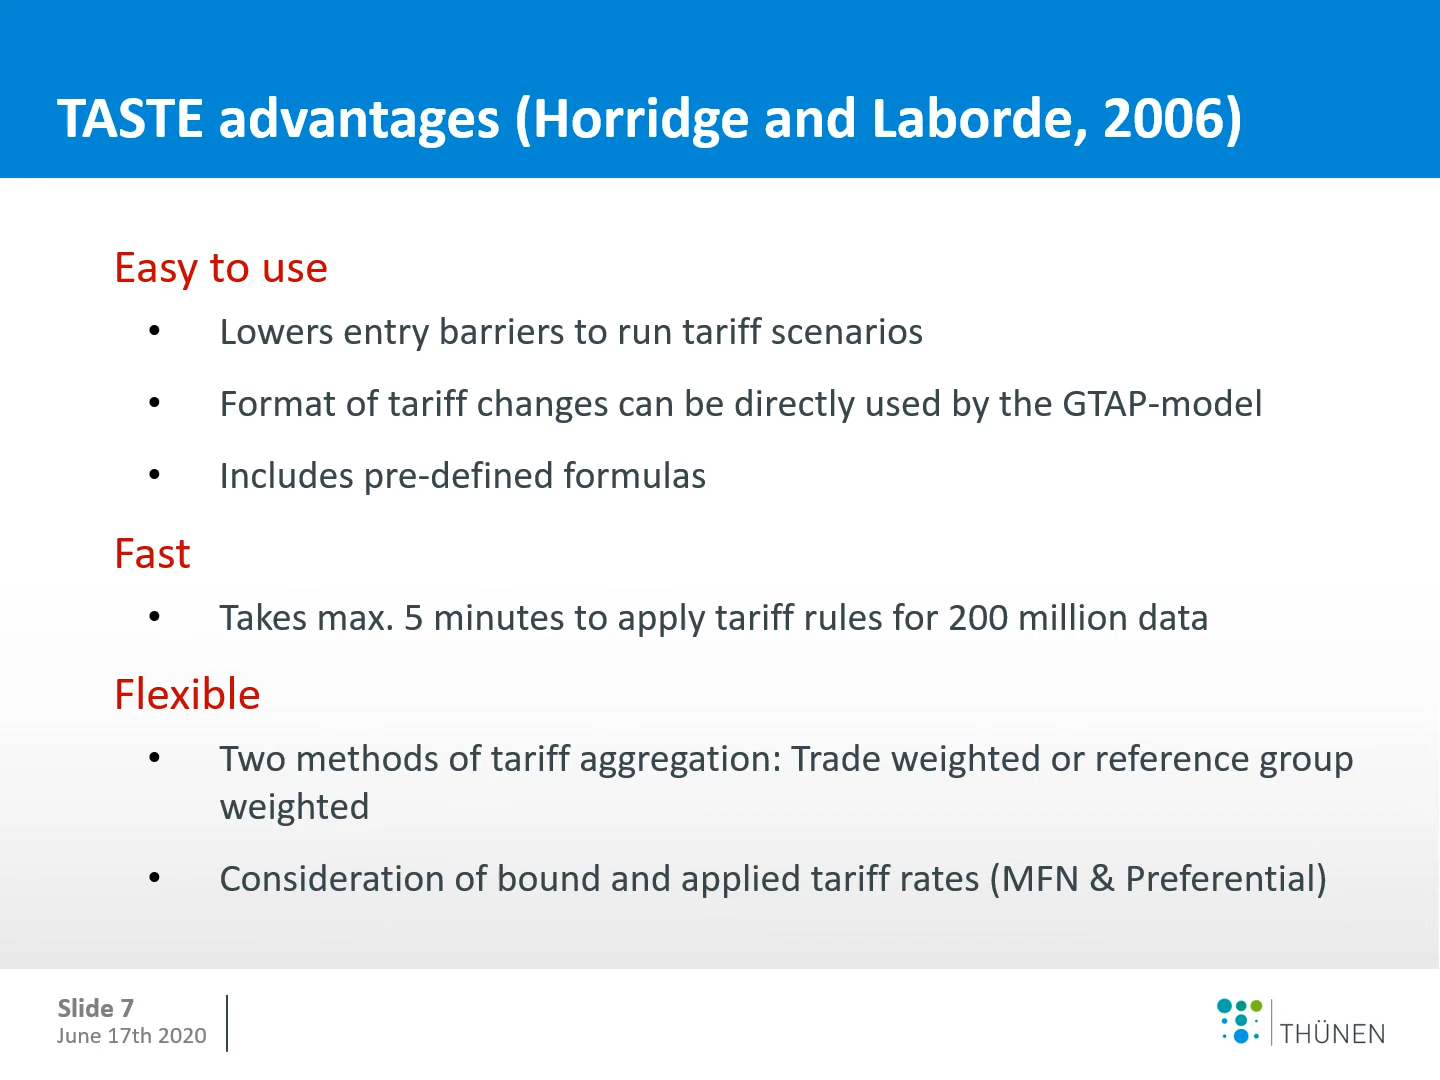 TASTE advantages (Horridge and Laborde, 2006)
Easy to use
• Lowers entry barriers to run tariff scenarios
• Format of tariff changes can be directly used by the GTAP-model
• Includes pre-defined formulas
Fast
• Takes max. 5 minutes to apply tariff rules for 200 million data
Flexible
• Two methods of tariff aggregation: Trade weighted or reference group
weighted
• Consideration of bound and applied tariff rates (MFN & Preferential)
Slide 7
June 17th 2020
THÜNEN